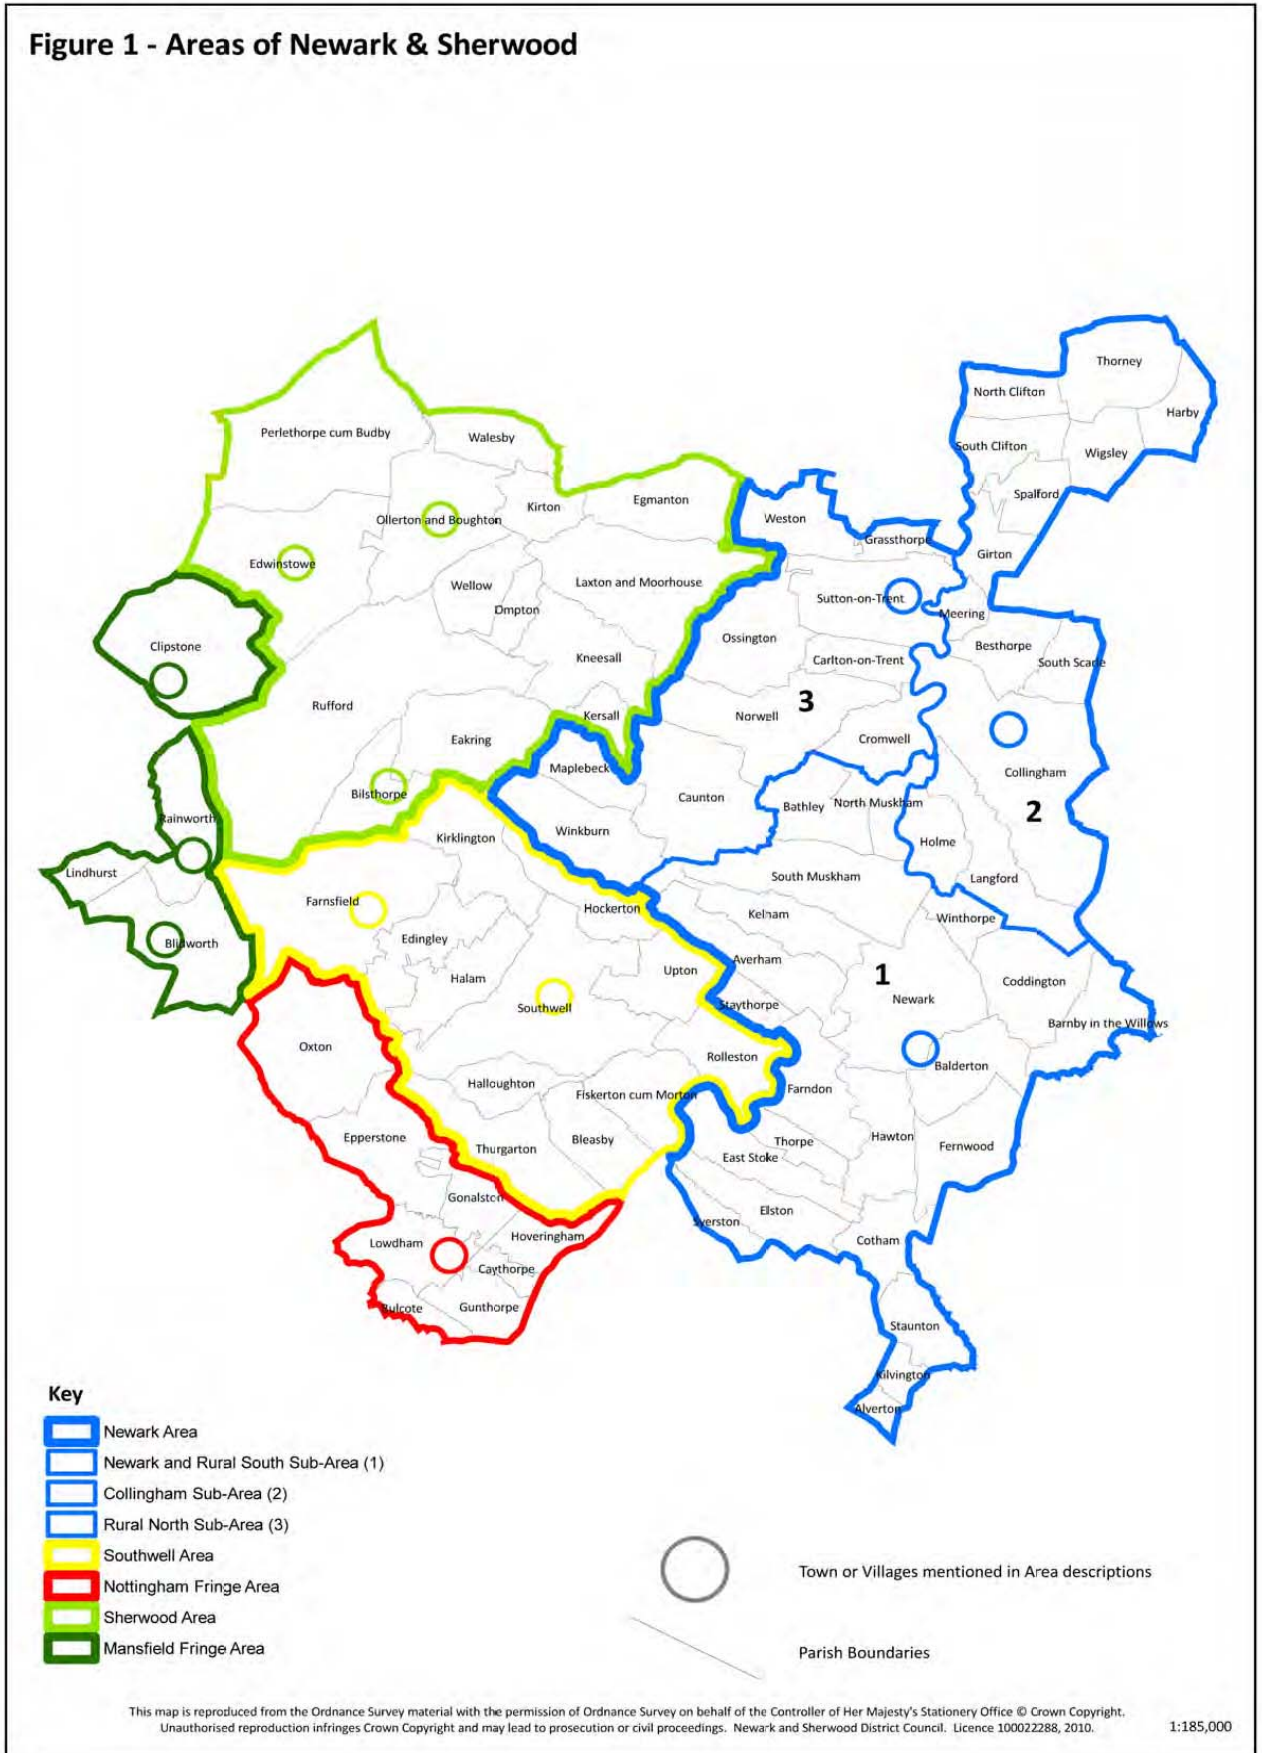 Figure 1 - Areas of Newark & Sherwood
Thorney
North Clifton
Harby
Perlethorpe cum Budby
Walesby
South Clifton
Wigsley
Spalford
Egmanton
Kirton
Ollerton and Boughton
Weston
Grassthorpe
Girton
Edwinstowe
Wellow
Laxton and Moorhouse
Ompton
Sutton-on-Trent
Meering
Ossington
Clipstone
Besthorpe
Kneesall
Carlton-on-Trent
South Scarle
Rufford
3
Kersall
Norwell
Eakring
Cromwell
Maplebeck
Collingham
Bilsthorpe
Caunton
Bathley
North Muskham
2
Rainworth
Kirklington
Winkburn
Holme
Lindhurst
South Muskham
Langford
Farnsfield
Hockerton
Kelham
Winthorpe
Edingley
Blidworth
Averham
Upton
1
Halam
Coddington
Newark
Southwell
Staythorpe
Barnby in the Willows
Oxton
Rolleston
Balderton
Halloughton
Farndon
Fiskerton cum Morton
Epperstone
Bleasby
Hawton
Thorpe
Thurgarton
Fernwood
East Stoke
Gonalston
Elston
Syerston
Hoveringham
Cotham
Lowdham
Caythorpe
Bulcote
Gunthorpe
Staunton
Kilvington
Alverton
Key
Newark Area
Newark and Rural South Sub-Area (1)
Collingham Sub-Area (2)
Rural North Sub-Area (3)
Southwell Area
Nottingham Fringe Area
Sherwood Area
Mansfield Fringe Area
Town or Villages mentioned in Area descriptions
Parish Boundaries
This map is reproduced from the Ordnance Survey material with the permission of Ordnance Survey on behalf of the Controller of Her Majesty's Stationery Office © Crown Copyright.
Unauthorised reproduction infringes Crown Copyright and may lead to prosecution or civil proceedings. Newark and Sherwood District Council. Licence 100022288, 2010.
1:185,000